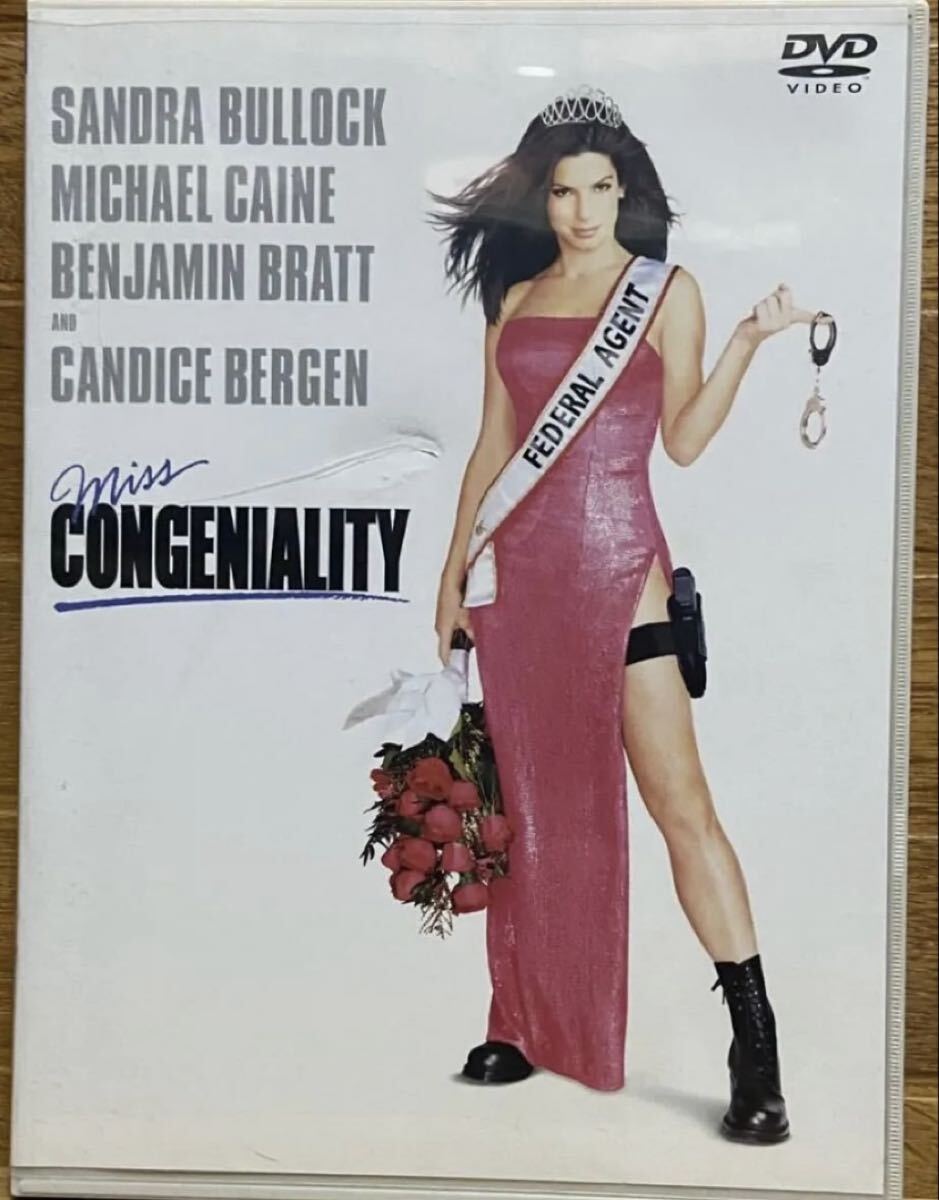 DVD
VIDEO
SANDRA BULLOCK
MICHAEL CAINE
BENJAMIN BRATT
AND
CANDICE BERGEN
Miss
CONGENIALITY
FEDERAL AGENT